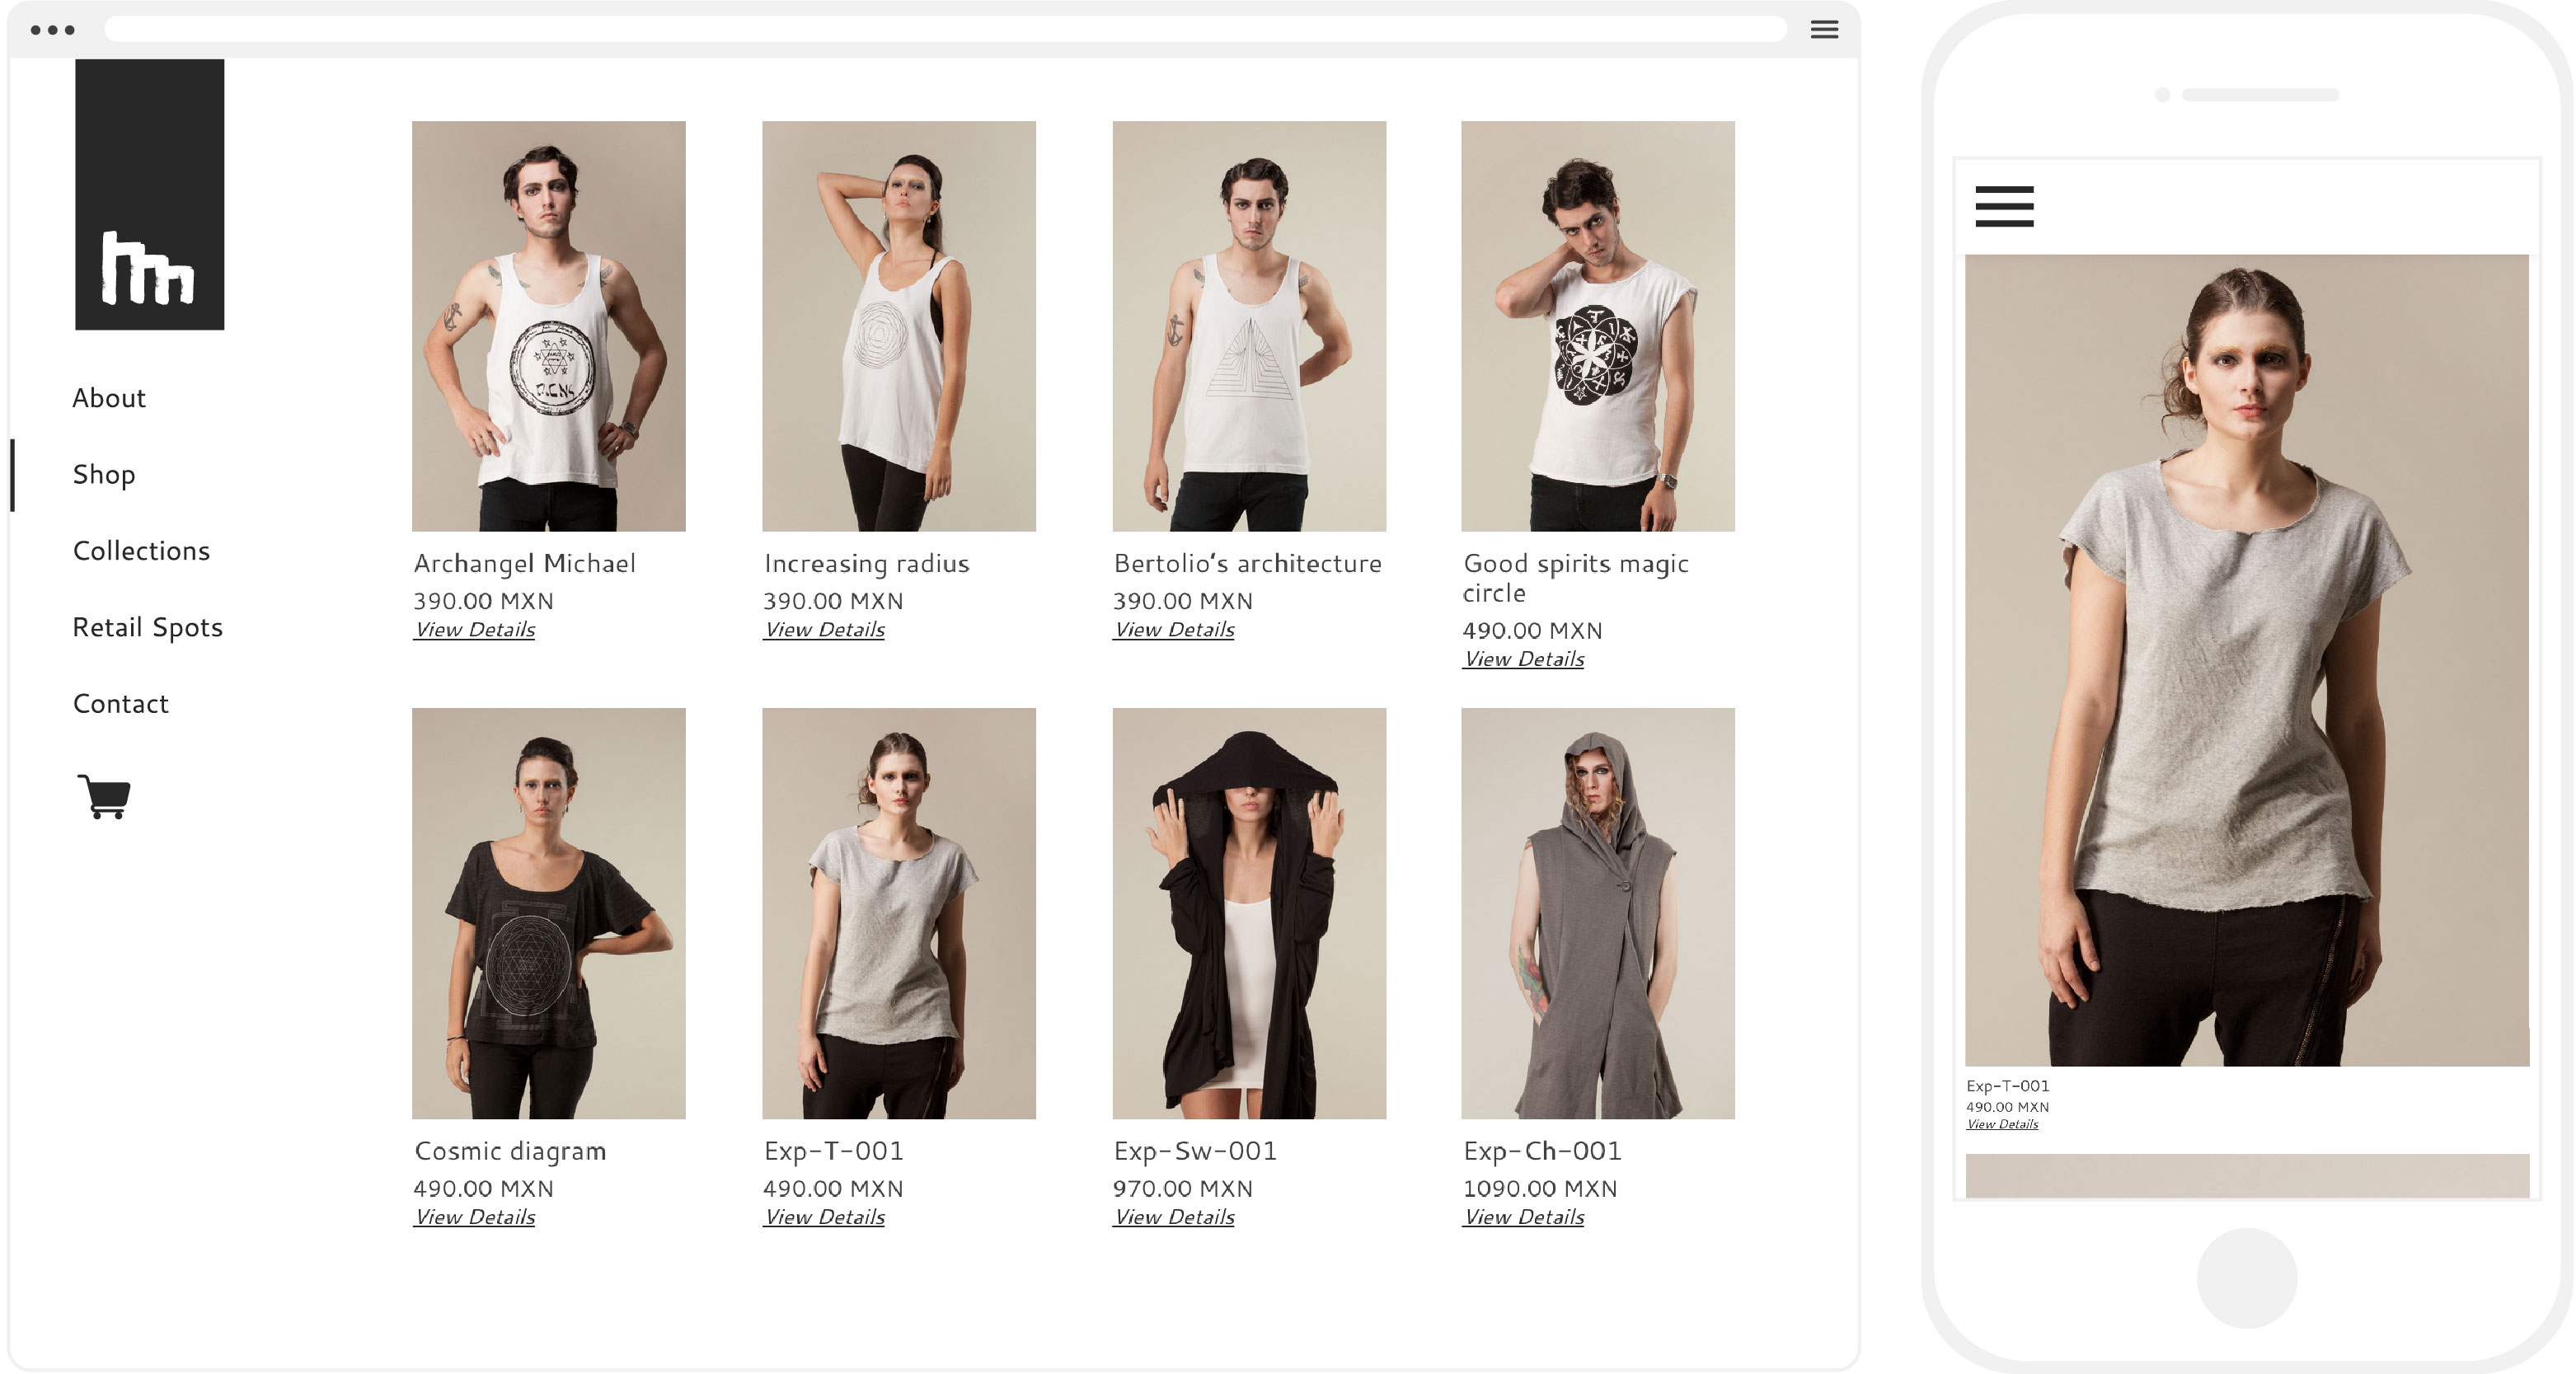 About
Shop
Collections
Retail Spots
Contact
Archangel Michael
390.00 MXN
View Details
Increasing radius
390.00 MXN
View Details
Bertolio's architecture
390.00 MXN
View Details
Good spirits magic
circle
490.00 MXN
View Details
Cosmic diagram
490.00 MXN
View Details
Exp-T-001
490.00 MXN
View Details
Exp-Sw-001
970.00 MXN
View Details
Exp-Ch-001
1090.00 MXN
View Details
Exp-T-001
490.00 MXN
View Details